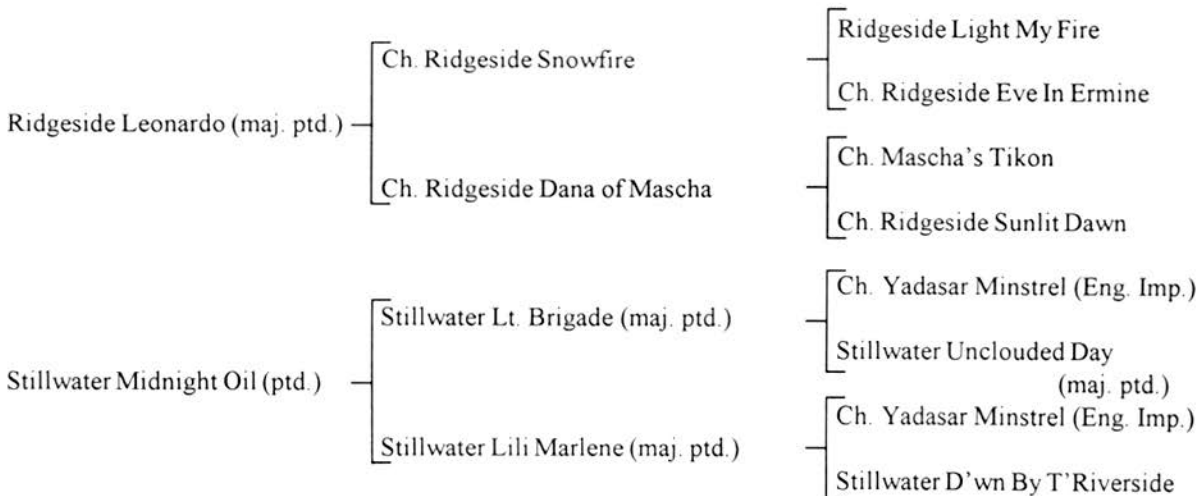 Ridgeside Light My Fire
Ch. Ridgeside Snowfire
Ch. Ridgeside Eve In Ermine
Ridgeside Leonardo (maj. ptd.)
Ch. Mascha's Tikon
Ch. Ridgeside Dana of Mascha
Ch. Ridgeside Sunlit Dawn
Ch. Yadasar Minstrel (Eng. Imp.)
Stillwater Lt. Brigade (maj. ptd.)
Stillwater Unclouded Day
(maj. ptd.)
Stillwater Midnight Oil (ptd.)
Ch. Yadasar Minstrel (Eng. Imp.)
Stillwater Lili Marlene (maj. ptd.)
Stillwater D'wn By T'Riverside